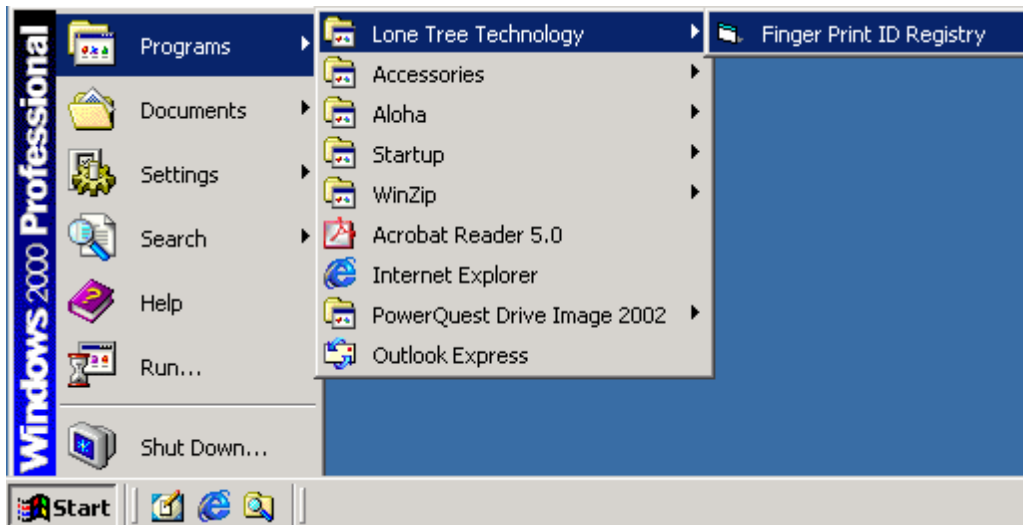 Windows 2000 Professional
Programs
Documents
Settings
Search
Help
Run...
Shut Down...
Lone Tree Technology
Accessories
Aloha
Startup
WinZip
Acrobat Reader 5.0
Internet Explorer
PowerQuest Drive Image 2002
Outlook Express
Finger Print ID Registry
Start